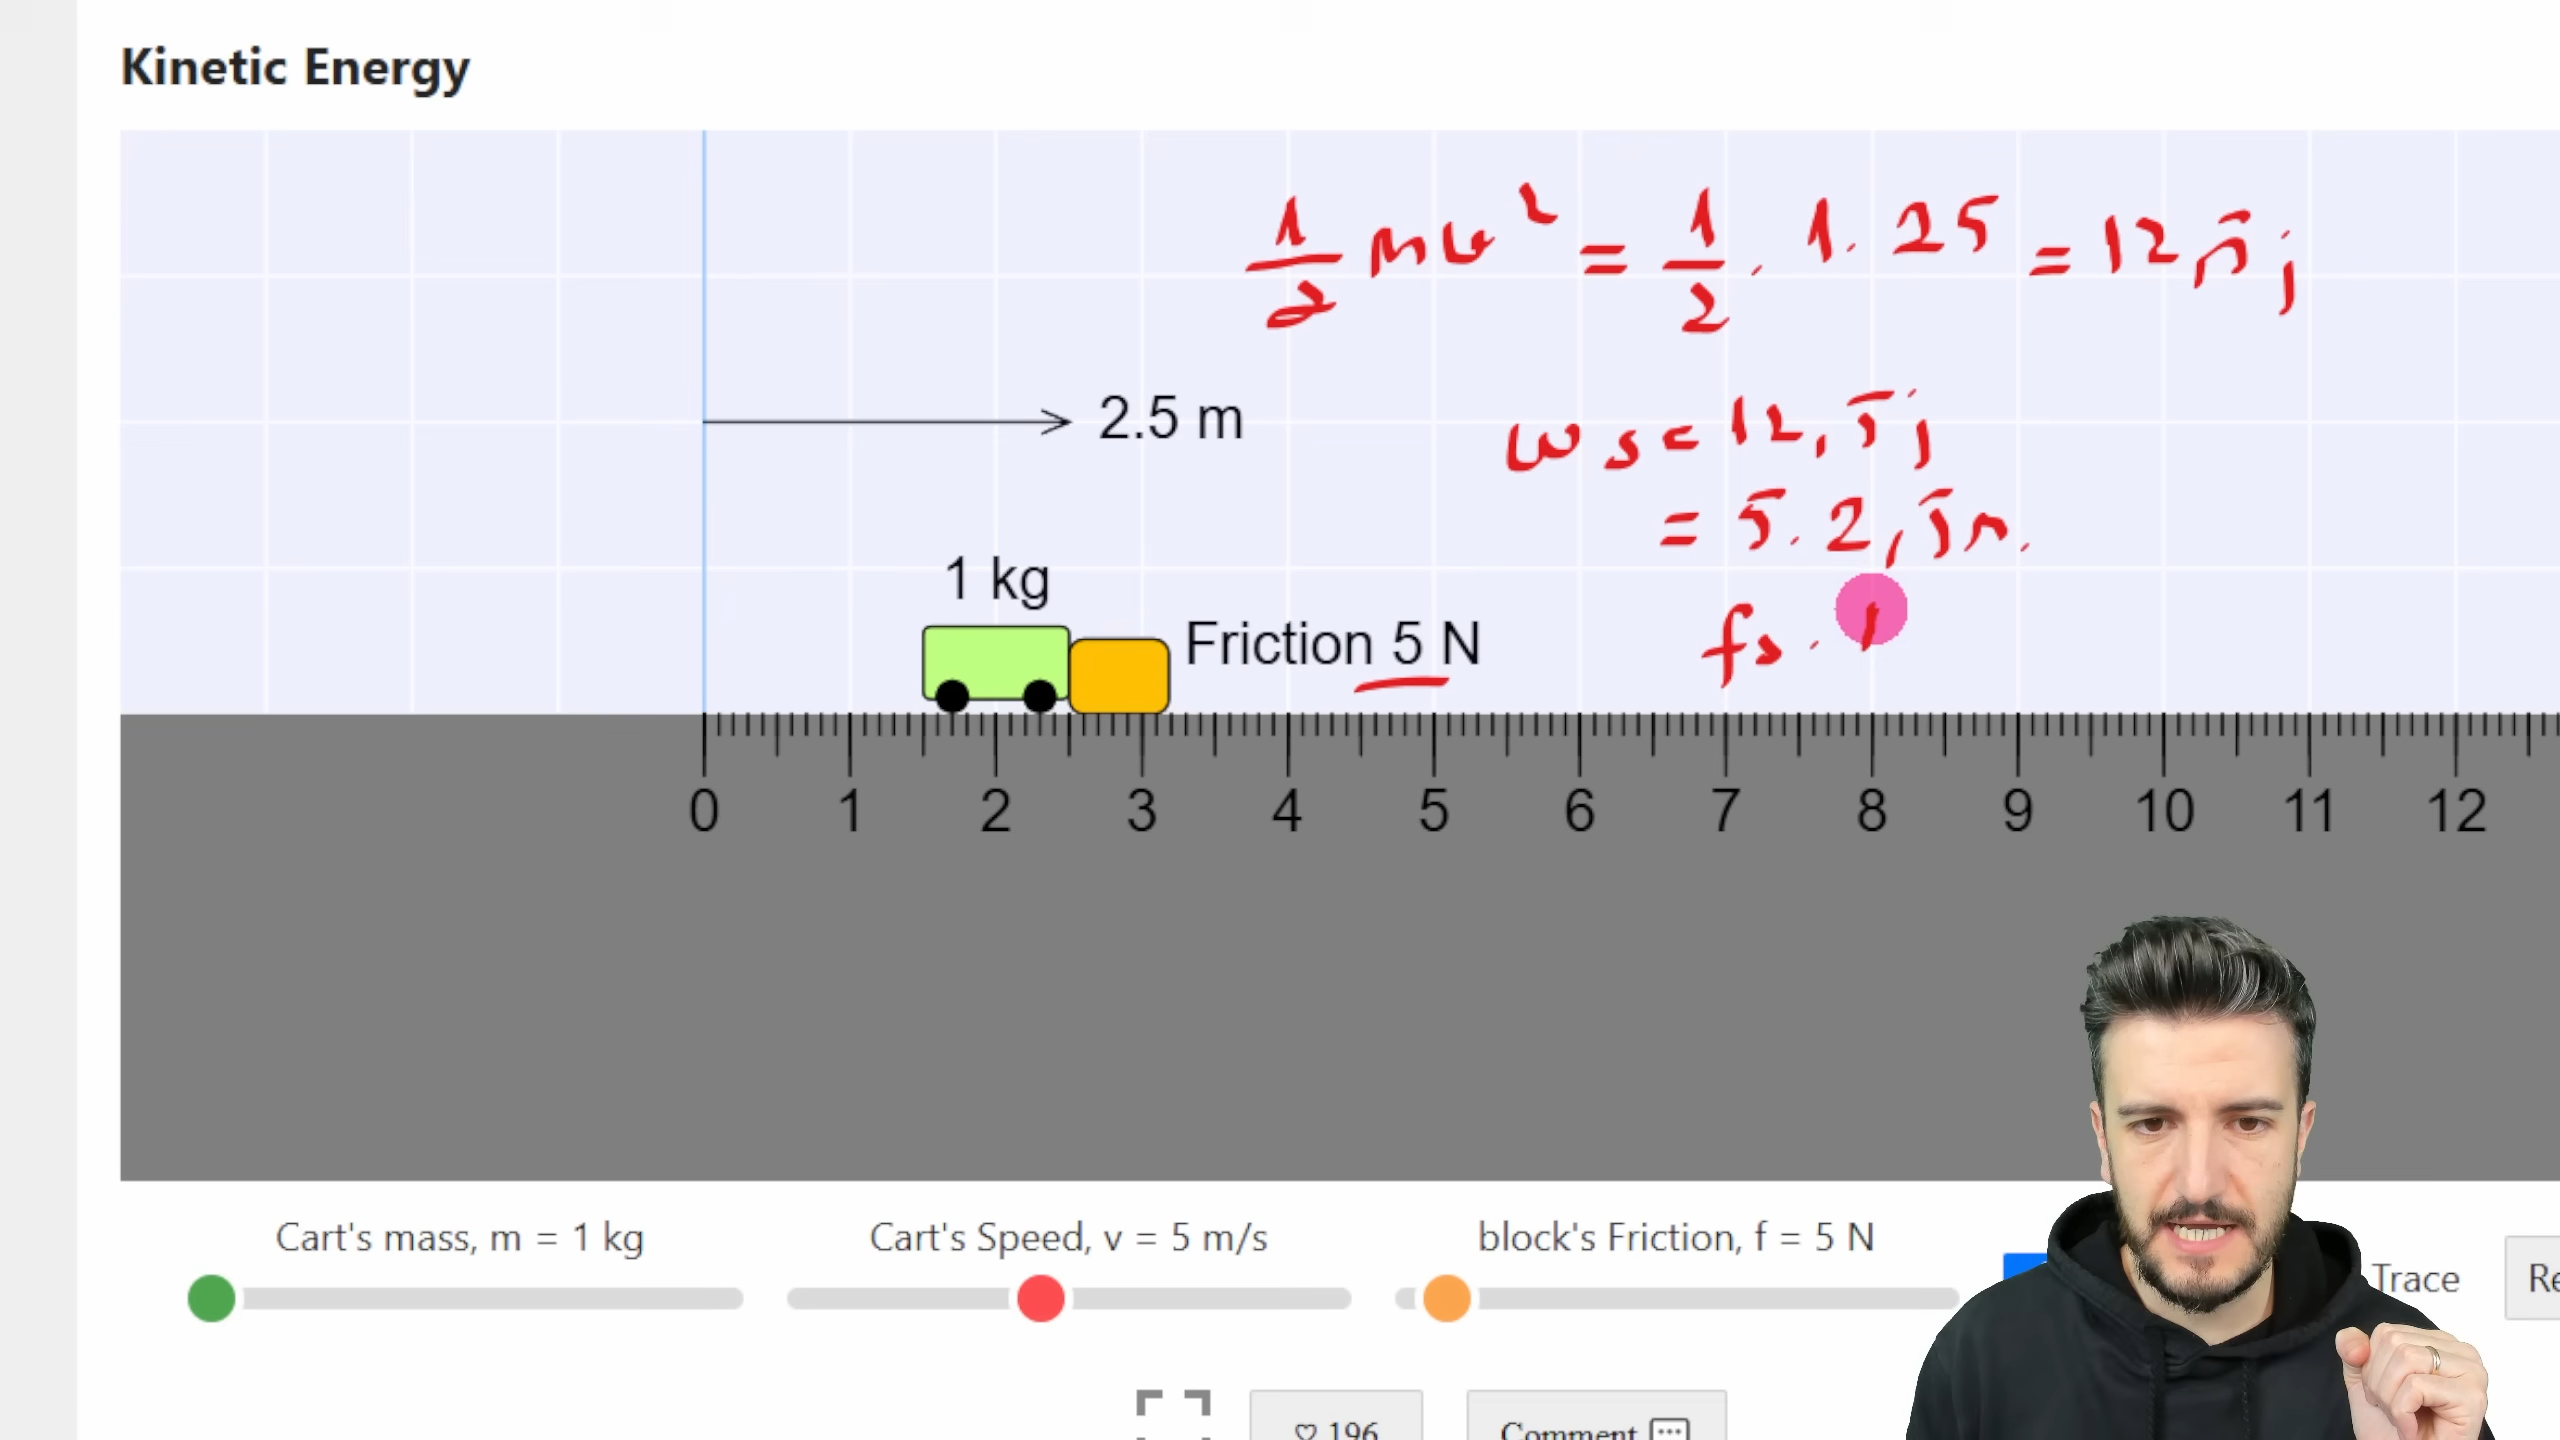 Kinetic Energy
1/2 mv² = 1/2 . 1 . 25 = 12,5 j
2.5 m
ws = 12,5 j
= 5 . 2,5 m .
1 kg
Friction 5 N
fs .
0 1 2 3 4 5 6 7 8 9 10 11 12
Cart's mass, m = 1 kg
Cart's Speed, v = 5 m/s
block's Friction, f = 5 N
Trace
♡ 196
Comment